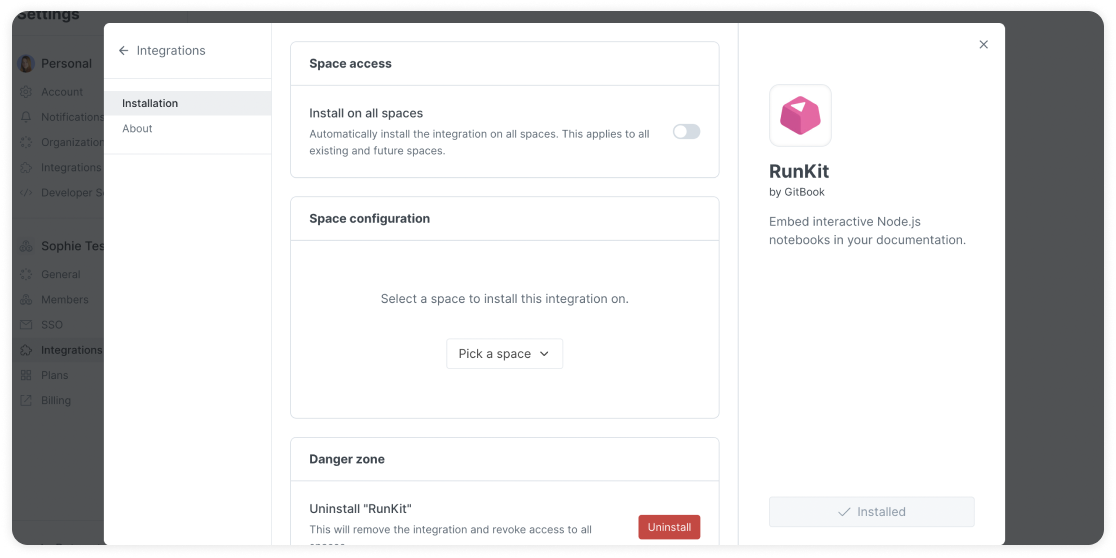 Settings
Personal
Account
Notifications
Organization
Integrations
Developer S
Sophie Tes
General
Members
SSO
Integrations
Plans
Billing
Integrations
Installation
About
Space access
Install on all spaces
Automatically install the integration on all spaces. This applies to all
existing and future spaces.
Space configuration
Select a space to install this integration on.
Pick a space
Danger zone
Uninstall "RunKit"
This will remove the integration and revoke access to all
Uninstall
RunKit
by GitBook
Embed interactive Node.js
notebooks in your documentation.
Installed